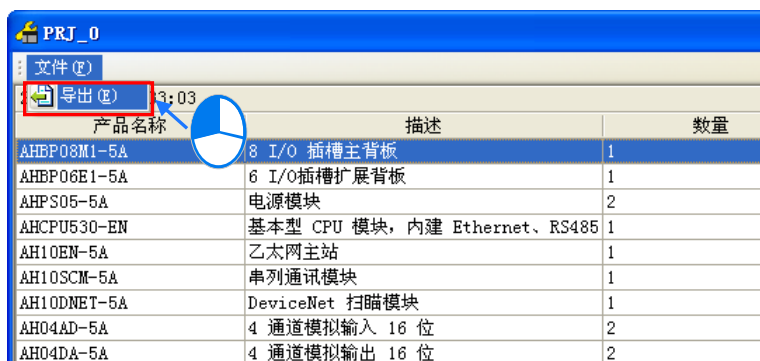 PRJ_0
文件(F)
导出(E) 33:03
产品名称 描述 数量
AHBP08M1-5A 8 I/O 插槽主背板 1
AHBP06E1-5A 6 I/O插槽扩展背板 1
AHPS05-5A 电源模块 2
AHCPU530-EN 基本型 CPU 模块，内建 Ethernet、RS485 1
AH10EN-5A 乙太网主站 1
AH10SCM-5A 串列通讯模块 1
AH10DNET-5A DeviceNet 扫瞄模块 1
AH04AD-5A 4 通道模拟输入 16 位 2
AH04DA-5A 4 通道模拟输出 16 位 2